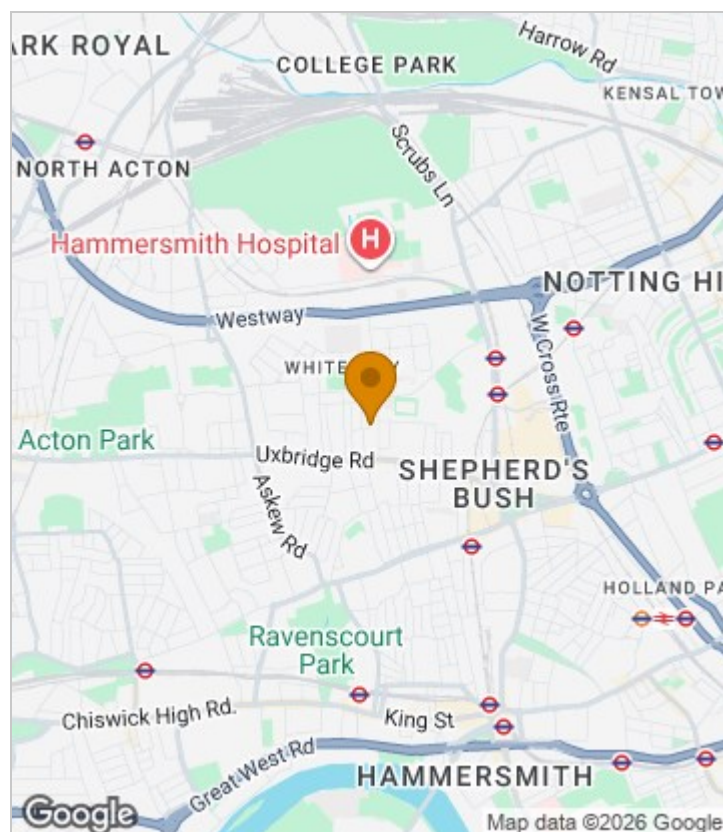 ARK ROYAL
Harrow Rd
COLLEGE PARK
KENSAL TOW
Scrubs Ln
NORTH ACTON
Hammersmith Hospital
H
NOTTING HI
Westway
W Cross Rte
WHITE
Y
Acton Park
Uxbridge Rd
SHEPHERD'S
BUSH
Askew Rd
HOLLAND PA
Ravenscourt
Park
Chiswick High Rd.
King St
Great West Rd
HAMMERSMITH
Google
Map data ©2026 Google